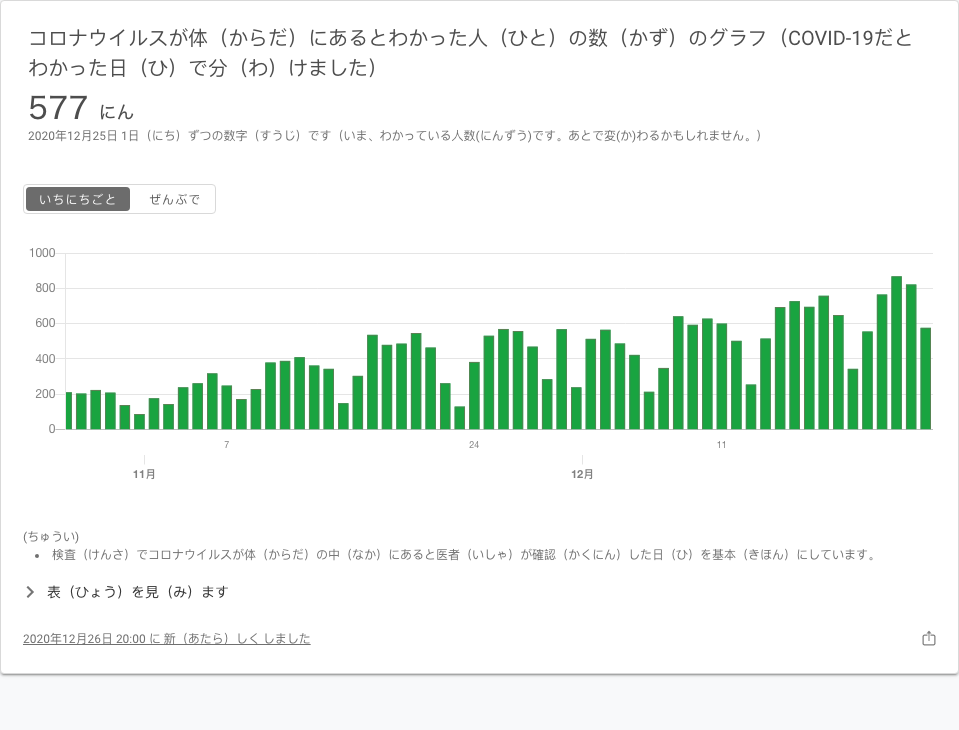 コロナウイルスが体（からだ）にあるとわかった人（ひと）の数（かず）のグラフ（COVID-19だと
わかった日（ひ）で分（わ）けました）
577 にん
2020年12月25日 1日（にち）ずつの数字（すうじ）です（いま、わかっている人数(にんずう)です。あとで変(か)わるかもしれません。）
いちにちごと ぜんぶで
1000
800
600
400
200
0
7 24 11
11月 12月
(ちゅうい)
• 検査（けんさ）でコロナウイルスが体（からだ）の中（なか）にあると医者（いしゃ）が確認（かくにん）した日（ひ）を基本（きほん）にしています。
表（ひょう）を見（み）ます
2020年12月26日 20:00 に 新（あたら）しく しました